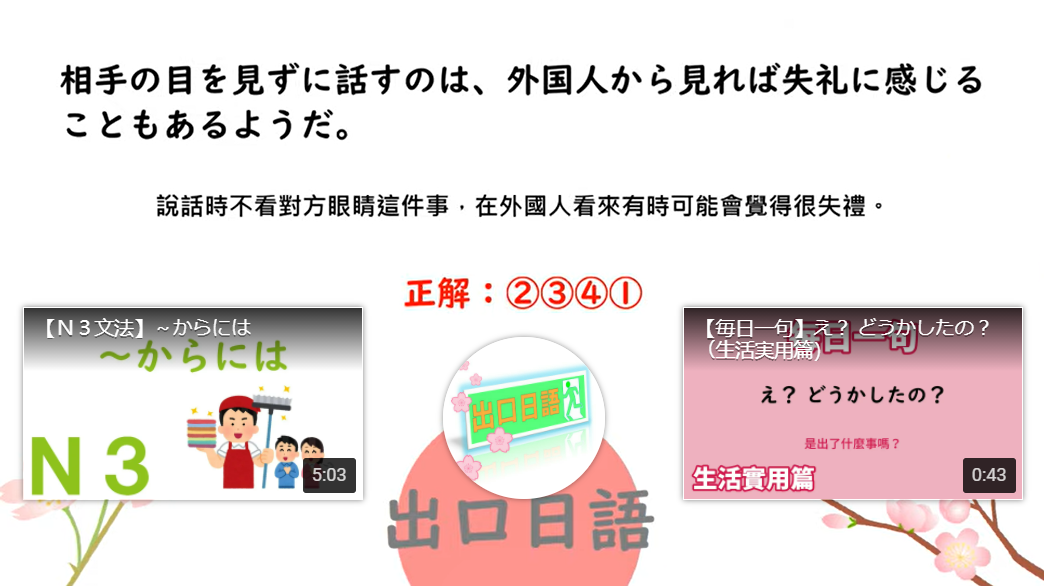 相手の目を見ずに話すのは、外国人から見れば失礼に感じる
こともあるようだ。
說話時不看對方眼睛這件事，在外國人看來有時可能會覺得很失禮。
正解：②③④①
【Ｎ３文法】~からには
～からには
N3
5:03
出口日語
出口日語
【毎日一句】え？ どうかしたの？
（生活実用篇)
每日一句
え？ どうかしたの？
是出了什麼事嗎？
生活實用篇
0:43